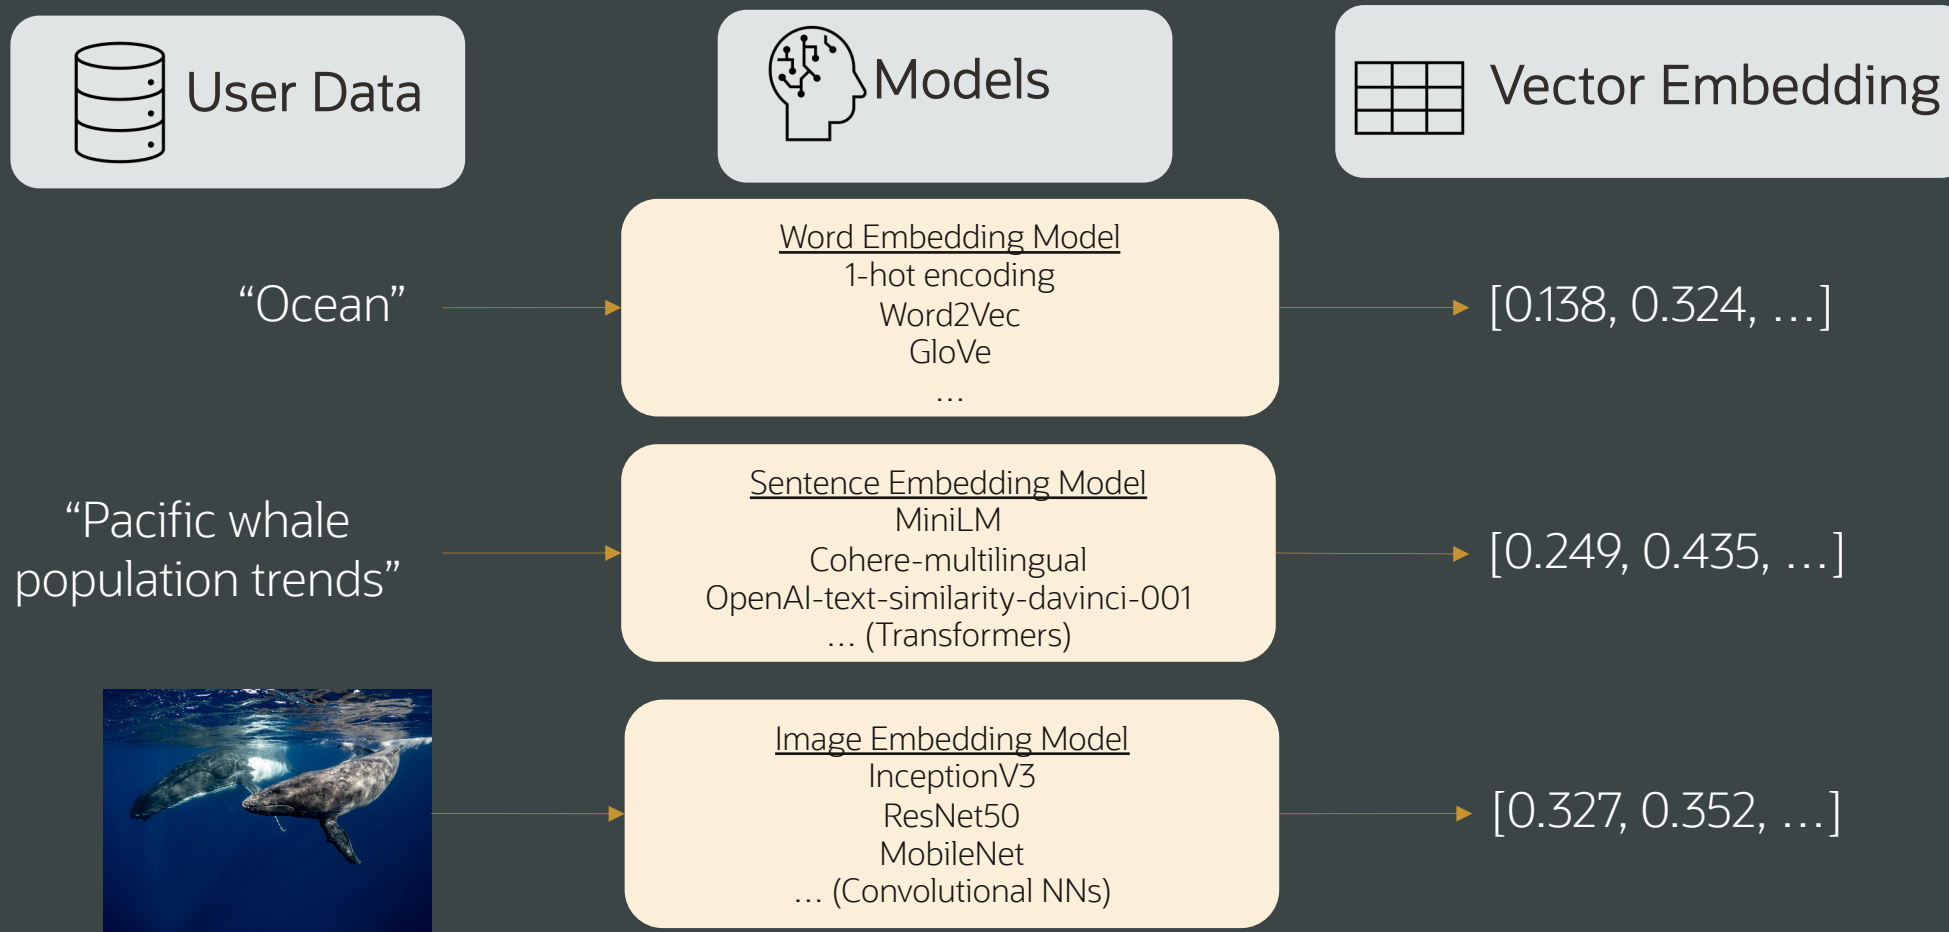 User Data
Models
Vector Embedding
“Ocean”
Word Embedding Model
1-hot encoding
Word2Vec
GloVe
...
[0.138, 0.324, ...]
“Pacific whale
population trends”
Sentence Embedding Model
MiniLM
Cohere-multilingual
OpenAI-text-similarity-davinci-001
... (Transformers)
[0.249, 0.435, ...]
Image Embedding Model
InceptionV3
ResNet50
MobileNet
... (Convolutional NNs)
[0.327, 0.352, ...]